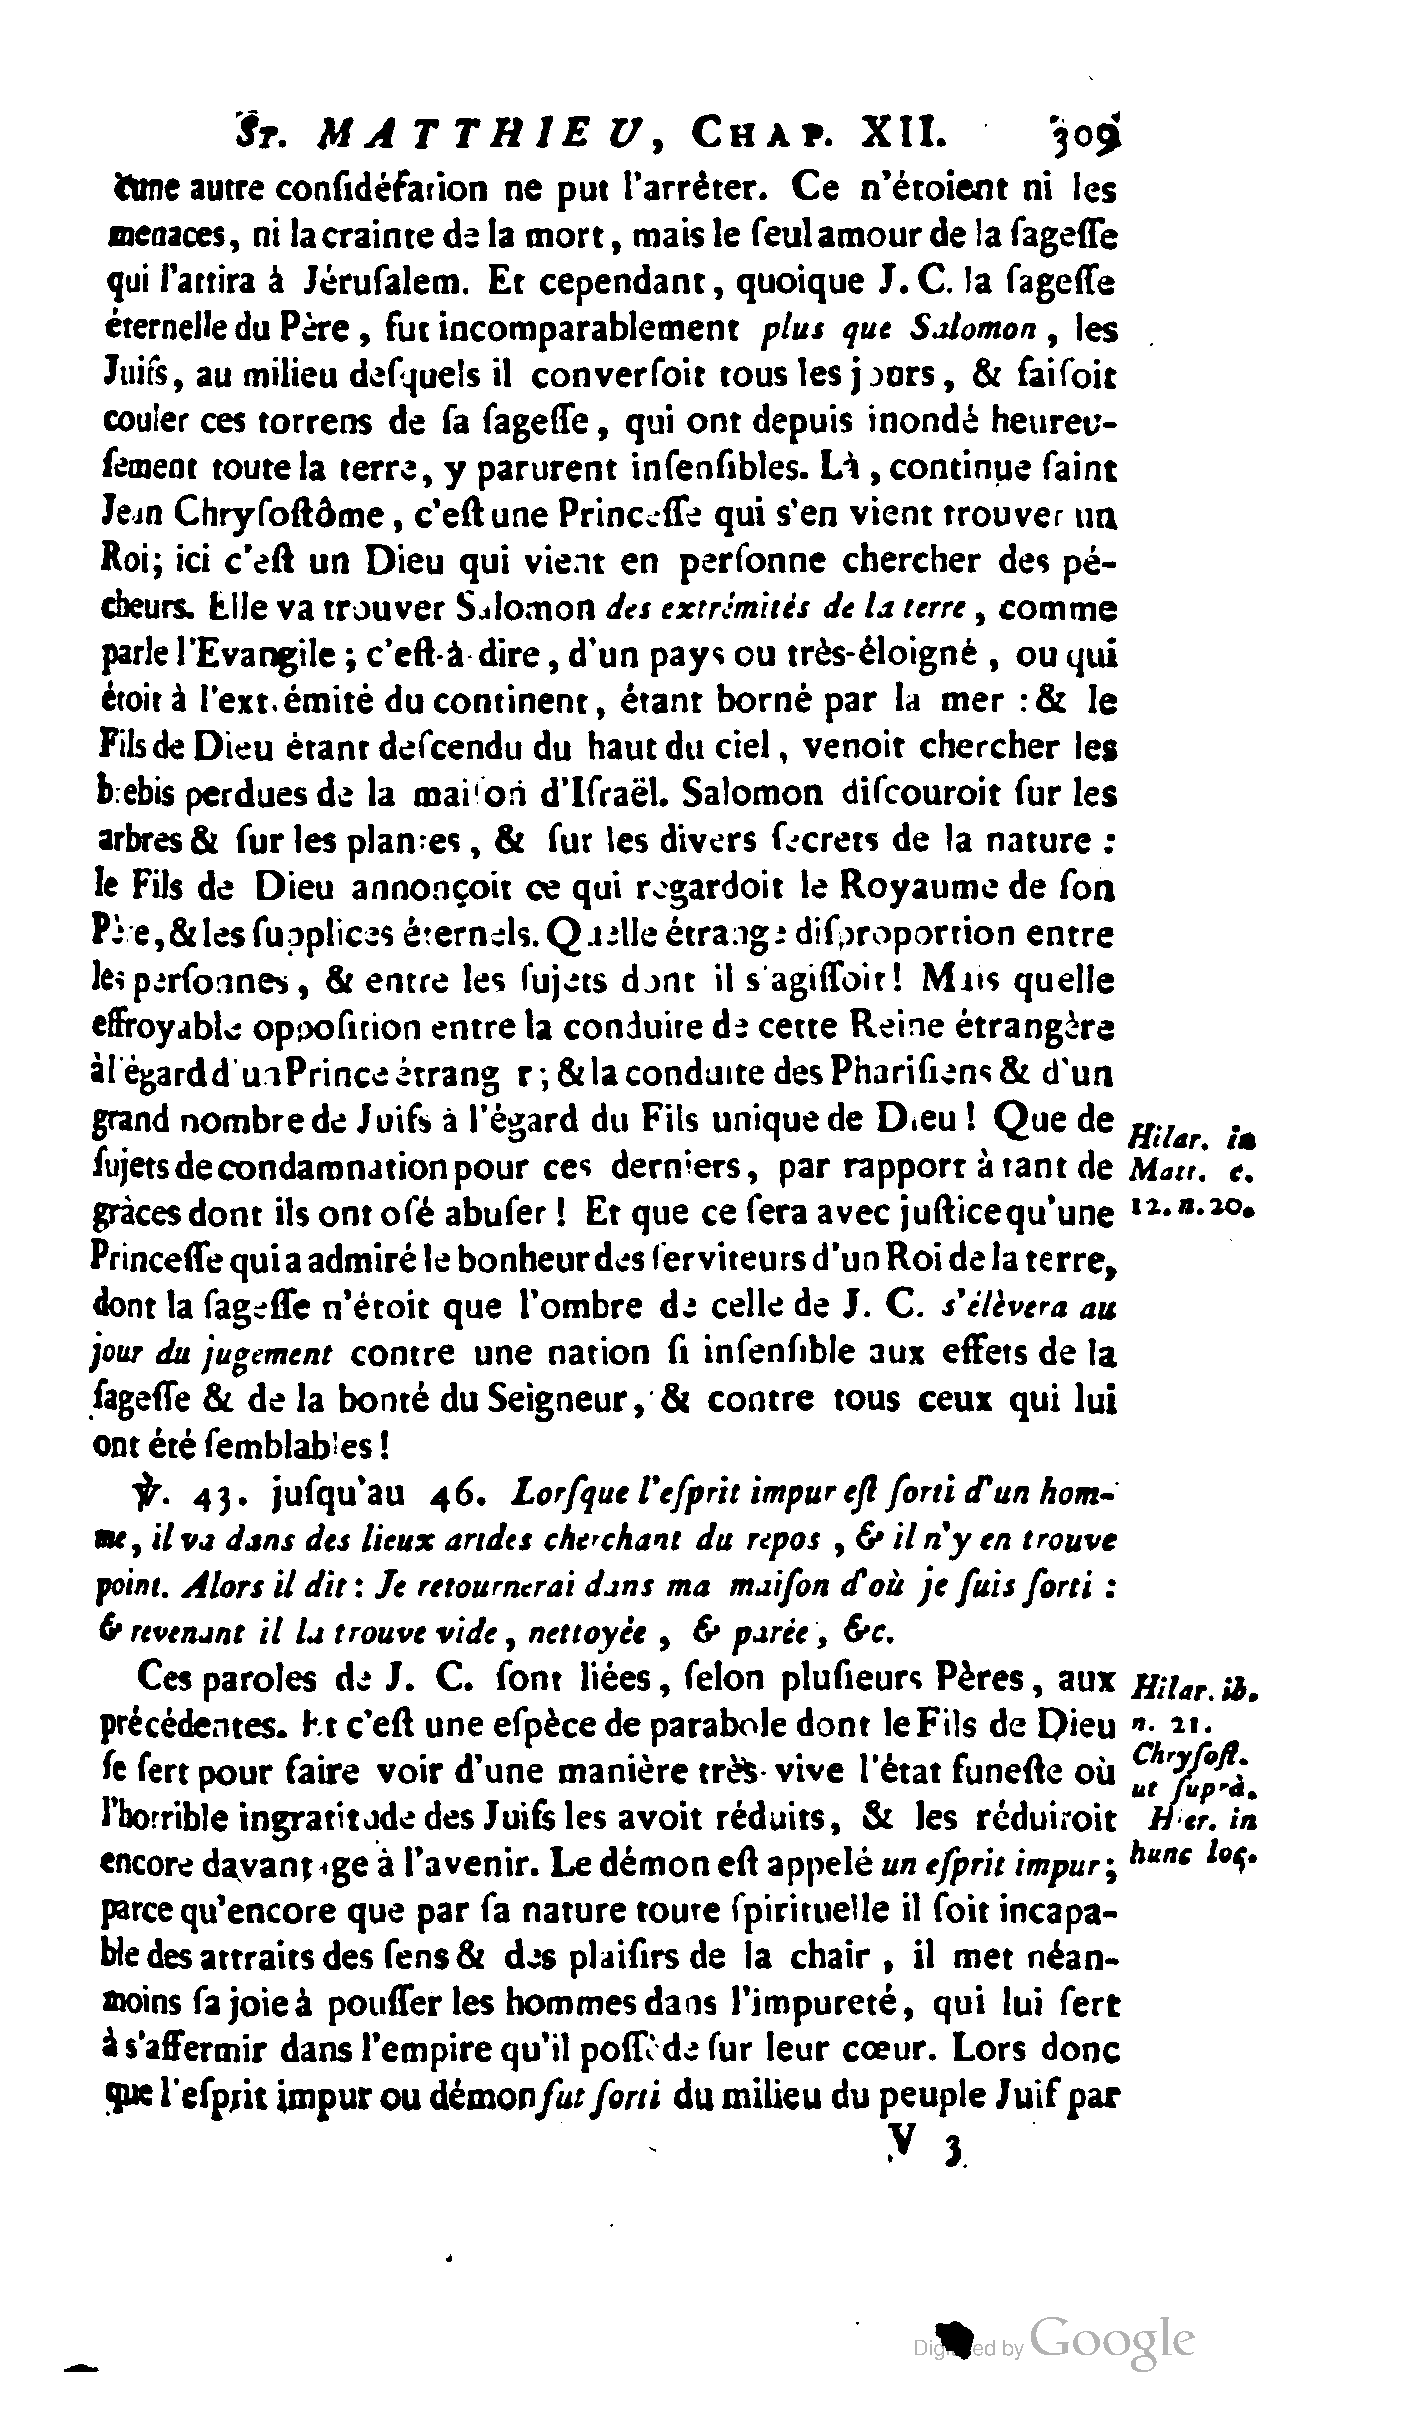 St. MATTHIEU, CHAP. XII. 309
cune autre conſidération ne put l'arrêter. Ce n'étoient ni les
menaces, ni la crainte de la mort, mais le ſeul amour de la ſageſſe
qui l'attira à Jéruſalem. Et cependant, quoique J. C. la ſageſſe
éternelle du Père, fut incomparablement plus que Salomon, les
Juifs, au milieu deſquels il converſoit tous les jours, & faiſoit
couler ces torrens de ſa ſageſſe, qui ont depuis inondé heureu-
ſement toute la terre, y parurent inſenſibles. Là, continue ſaint
Jean Chryſoſtôme, c'eſt une Princeſſe qui s'en vient trouver un
Roi; ici c'eſt un Dieu qui vient en perſonne chercher des pé-
cheurs. Elle va trouver Salomon des extrémités de la terre, comme
parle l'Evangile; c'eſt-à-dire, d'un pays ou très-éloigné, ou qui
étoit à l'extrémité du continent, étant borné par la mer : & le
Fils de Dieu étant deſcendu du haut du ciel, venoit chercher les
brebis perdues de la maiſon d'Iſraël. Salomon diſcouroit ſur les
arbres & ſur les plantes, & ſur les divers ſecrets de la nature :
le Fils de Dieu annonçoit ce qui regardoit le Royaume de ſon
Père, & les ſupplices éternels. Quelle étrange diſproportion entre
les perſonnes, & entre les ſujets dont il s'agiſſoit! Mais quelle
effroyable oppoſition entre la conduite de cette Reine étrangère
à l'égard d'un Prince étranger; & la conduite des Phariſiens & d'un
grand nombre de Juifs à l'égard du Fils unique de Dieu! Que de
ſujets de condamnation pour ces derniers, par rapport à tant de
grâces dont ils ont oſé abuſer! Et que ce ſera avec juſtice qu'une
Princeſſe qui a admiré le bonheur des ſerviteurs d'un Roi de la terre,
dont la ſageſſe n'étoit que l'ombre de celle de J. C. s'élèvera au
jour du jugement contre une nation ſi inſenſible aux effets de la
ſageſſe & de la bonté du Seigneur, & contre tous ceux qui lui
ont été ſemblables!
Hilar. in
Matt. c.
12. n. 20.
℣. 43. juſqu'au 46. Lorſque l'eſprit impur eſt ſorti d'un hom-
me, il va dans des lieux arides cherchant du repos, & il n'y en trouve
point. Alors il dit : Je retournerai dans ma maiſon d'où je ſuis ſorti :
& revenant il la trouve vide, nettoyée, & parée, &c.
Ces paroles de J. C. ſont liées, ſelon pluſieurs Pères, aux
précédentes. Et c'eſt une eſpèce de parabole dont le Fils de Dieu
ſe ſert pour faire voir d'une manière très-vive l'état funeſte où
l'horrible ingratitude des Juifs les avoit réduits, & les réduiroit
encore davantage à l'avenir. Le démon eſt appelé un eſprit impur;
parce qu'encore que par ſa nature toute ſpirituelle il ſoit incapa-
ble des attraits des ſens & des plaiſirs de la chair, il met néan-
moins ſa joie à pouſſer les hommes dans l'impureté, qui lui ſert
à s'affermir dans l'empire qu'il poſſède ſur leur cœur. Lors donc
que l'eſprit impur ou démon fut ſorti du milieu du peuple Juif par
Hilar. ib.
n. 21.
Chryſoſt.
ut ſuprà.
Hier. in
hunc loc.
V 3
Digitized by Google